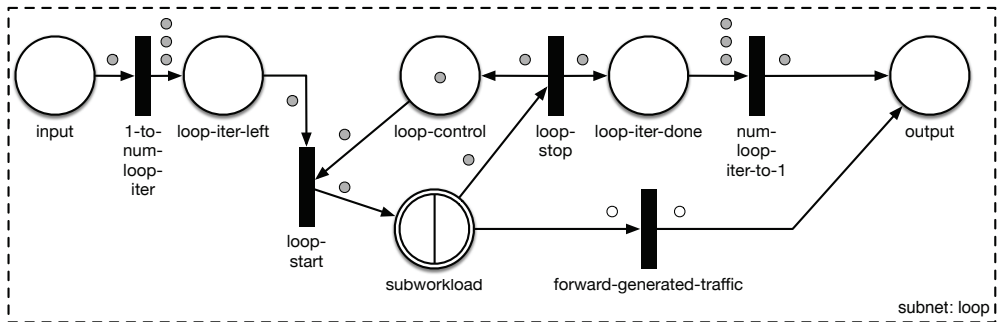 input
1-to-
num-
loop-
iter
loop-iter-left
loop-
start
loop-control
subworkload
loop-
stop
loop-iter-done
forward-generated-traffic
num-
loop-
iter-to-1
output
subnet: loop